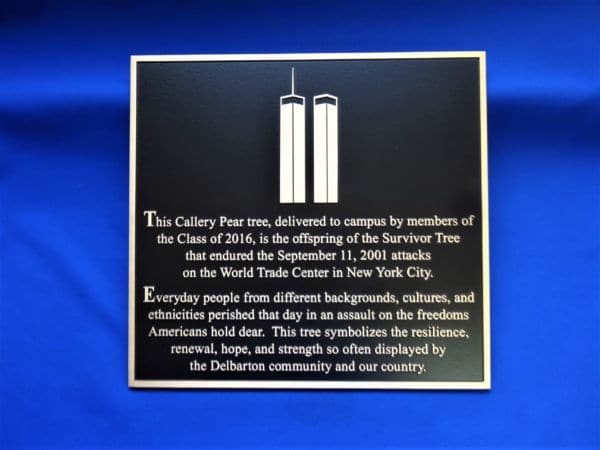 This Callery Pear tree, delivered to campus by members of
the Class of 2016, is the offspring of the Survivor Tree
that endured the September 11, 2001 attacks
on the World Trade Center in New York City.
Everyday people from different backgrounds, cultures, and
ethnicities perished that day in an assault on the freedoms
Americans hold dear. This tree symbolizes the resilience,
renewal, hope, and strength so often displayed by
the Delbarton community and our country.